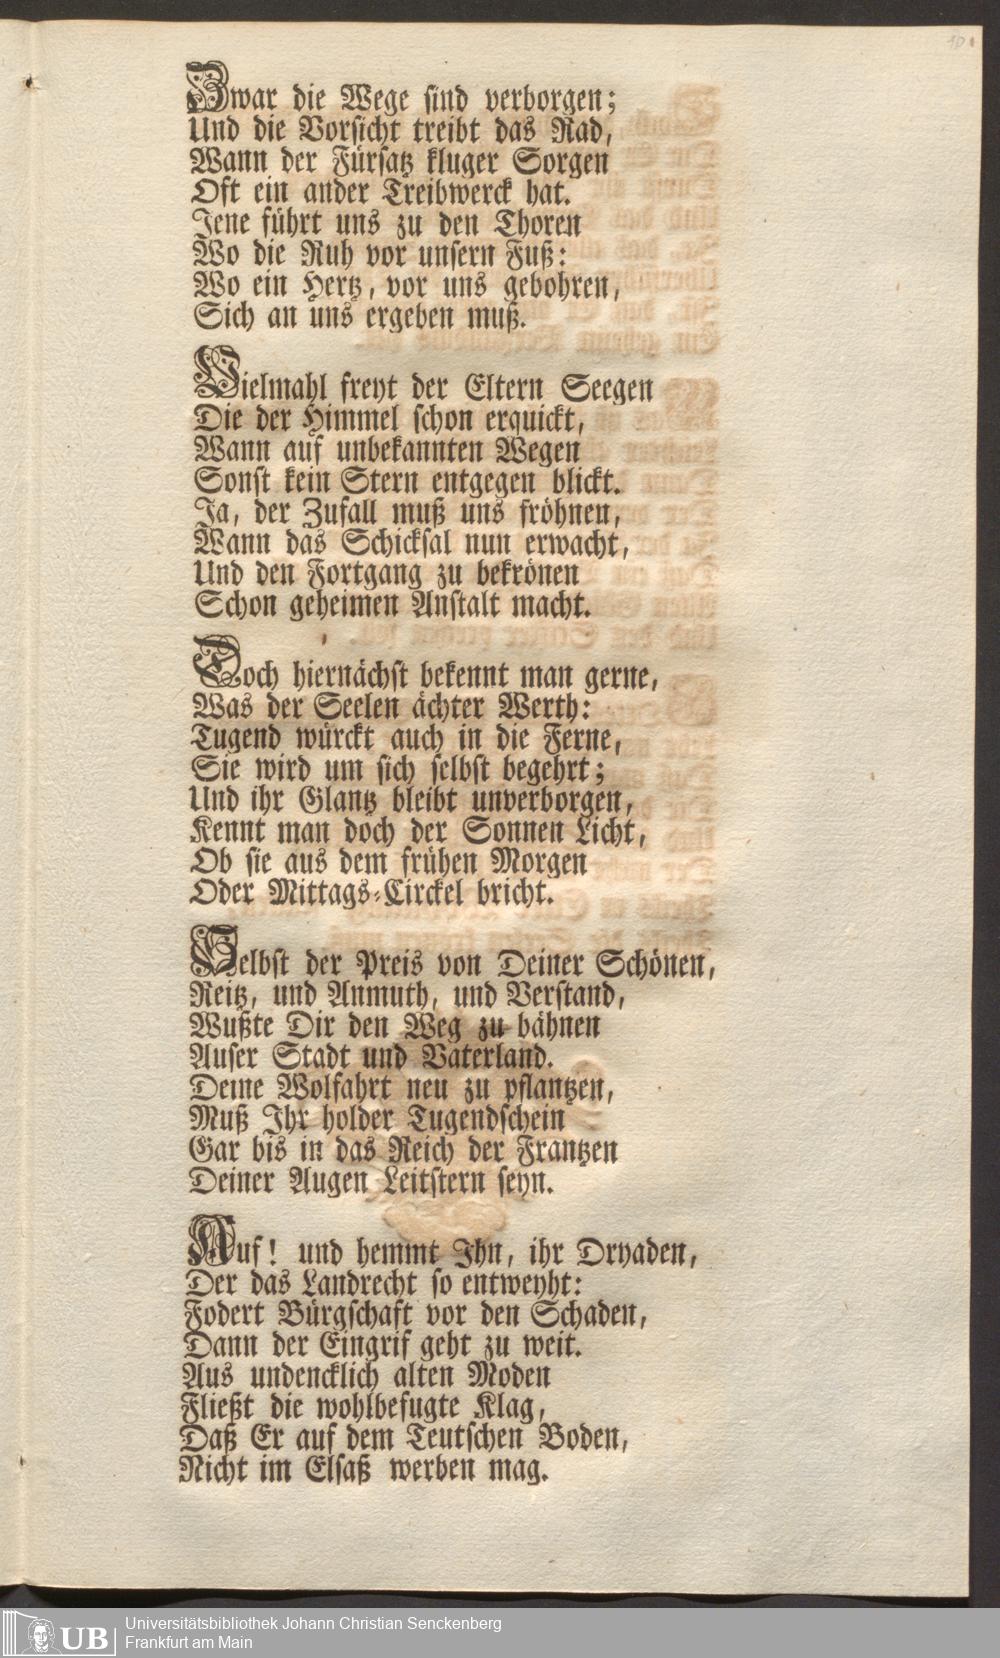 Zwar die Wege sind verborgen;
Und die Vorsicht treibt das Rad,
Wann der Fürsatz kluger Sorgen
Oft ein ander Treibwerck hat.
Jene führt uns zu den Thoren
Wo die Ruh vor unsern Fuß:
Wo ein Hertz, vor uns gebohren,
Sich an uns ergeben muß.
Vielmahl freyt der Eltern Seegen
Die der Himmel schon erquickt,
Wann auf unbekannten Wegen
Sonst kein Stern entgegen blickt.
Ja, der Zufall muß uns fröhnen,
Wann das Schicksal nun erwacht,
Und den Fortgang zu bekrönen
Schon geheimen Anstalt macht.
Doch hiernächst bekennt man gerne,
Was der Seelen ächter Werth:
Tugend würckt auch in die Ferne,
Sie wird um sich selbst begehrt;
Und ihr Glantz bleibt unverborgen,
Kennt man doch der Sonnen Licht,
Ob sie aus dem frühen Morgen
Oder Mittags-Circkel bricht.
Selbst der Preis von Deiner Schönen,
Reitz, und Anmuth, und Verstand,
Wußte Dir den Weg zu bähnen
Auser Stadt und Vaterland.
Deine Wolfahrt neu zu pflantzen,
Muß Ihr holder Tugendschein
Gar bis in das Reich der Frantzen
Deiner Augen Leitstern seyn.
Auf! und hemmt Ihn, ihr Dryaden,
Der das Landrecht so entweyht:
Fodert Bürgschaft vor den Schaden,
Dann der Eingrif geht zu weit.
Aus undencklich alten Moden
Fließt die wohlbefugte Klag,
Daß Er auf dem Teutschen Boden,
Nicht im Elsaß werben mag.
UB
Universitätsbibliothek Johann Christian Senckenberg
Frankfurt am Main